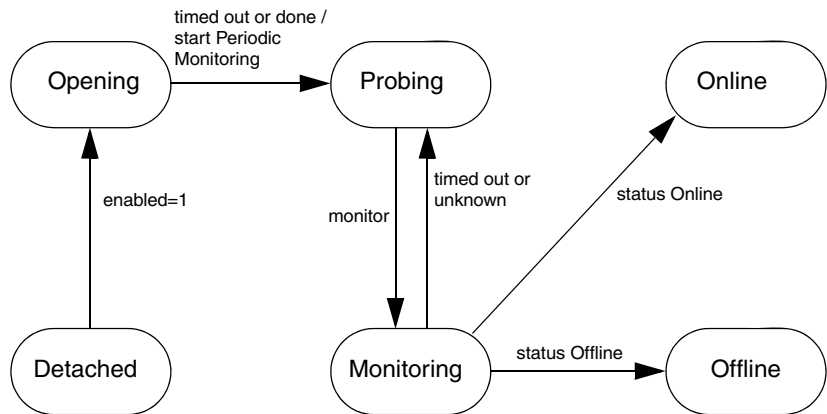 timed out or done /
start Periodic
Monitoring
Opening
Probing
Online
enabled=1
monitor
timed out or
unknown
status Online
Detached
Monitoring
status Offline
Offline